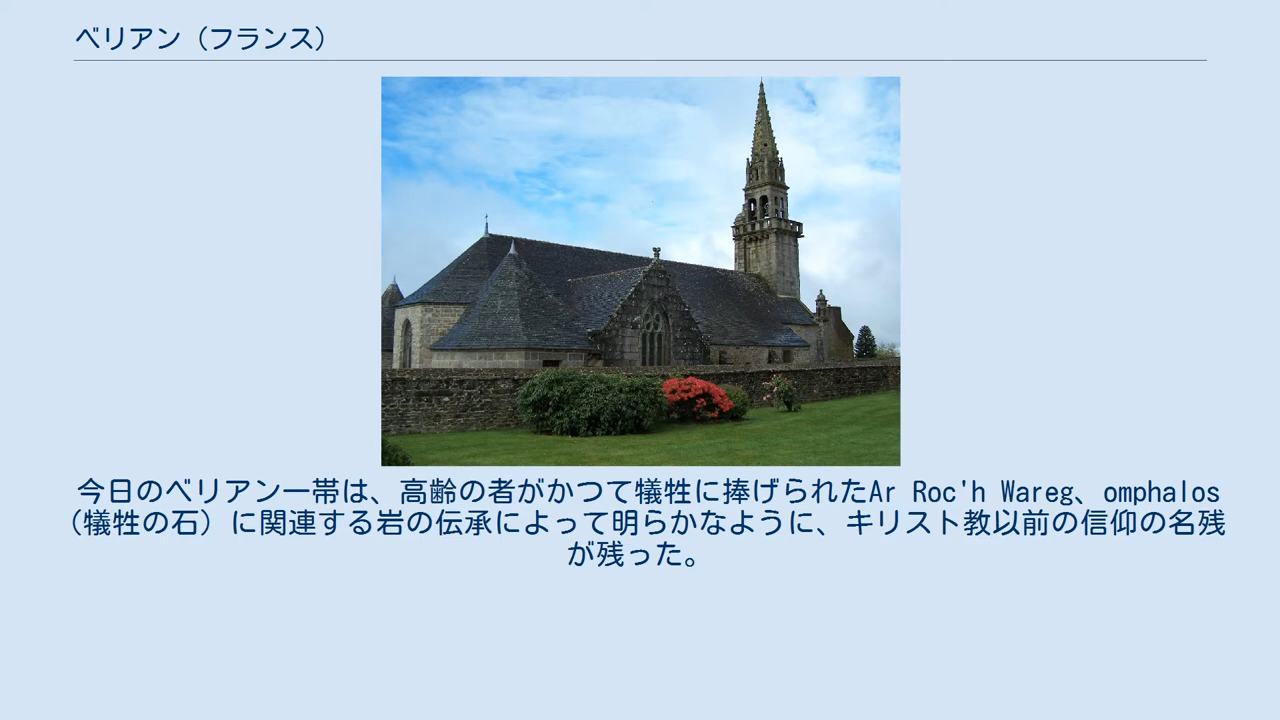 ベリアン（フランス）
今日のベリアン一帯は、高齢の者がかつて犠牲に捧げられたAr Roc'h Wareg、omphalos
（犠牲の石）に関連する岩の伝承によって明らかなように、キリスト教以前の信仰の名残
が残った。